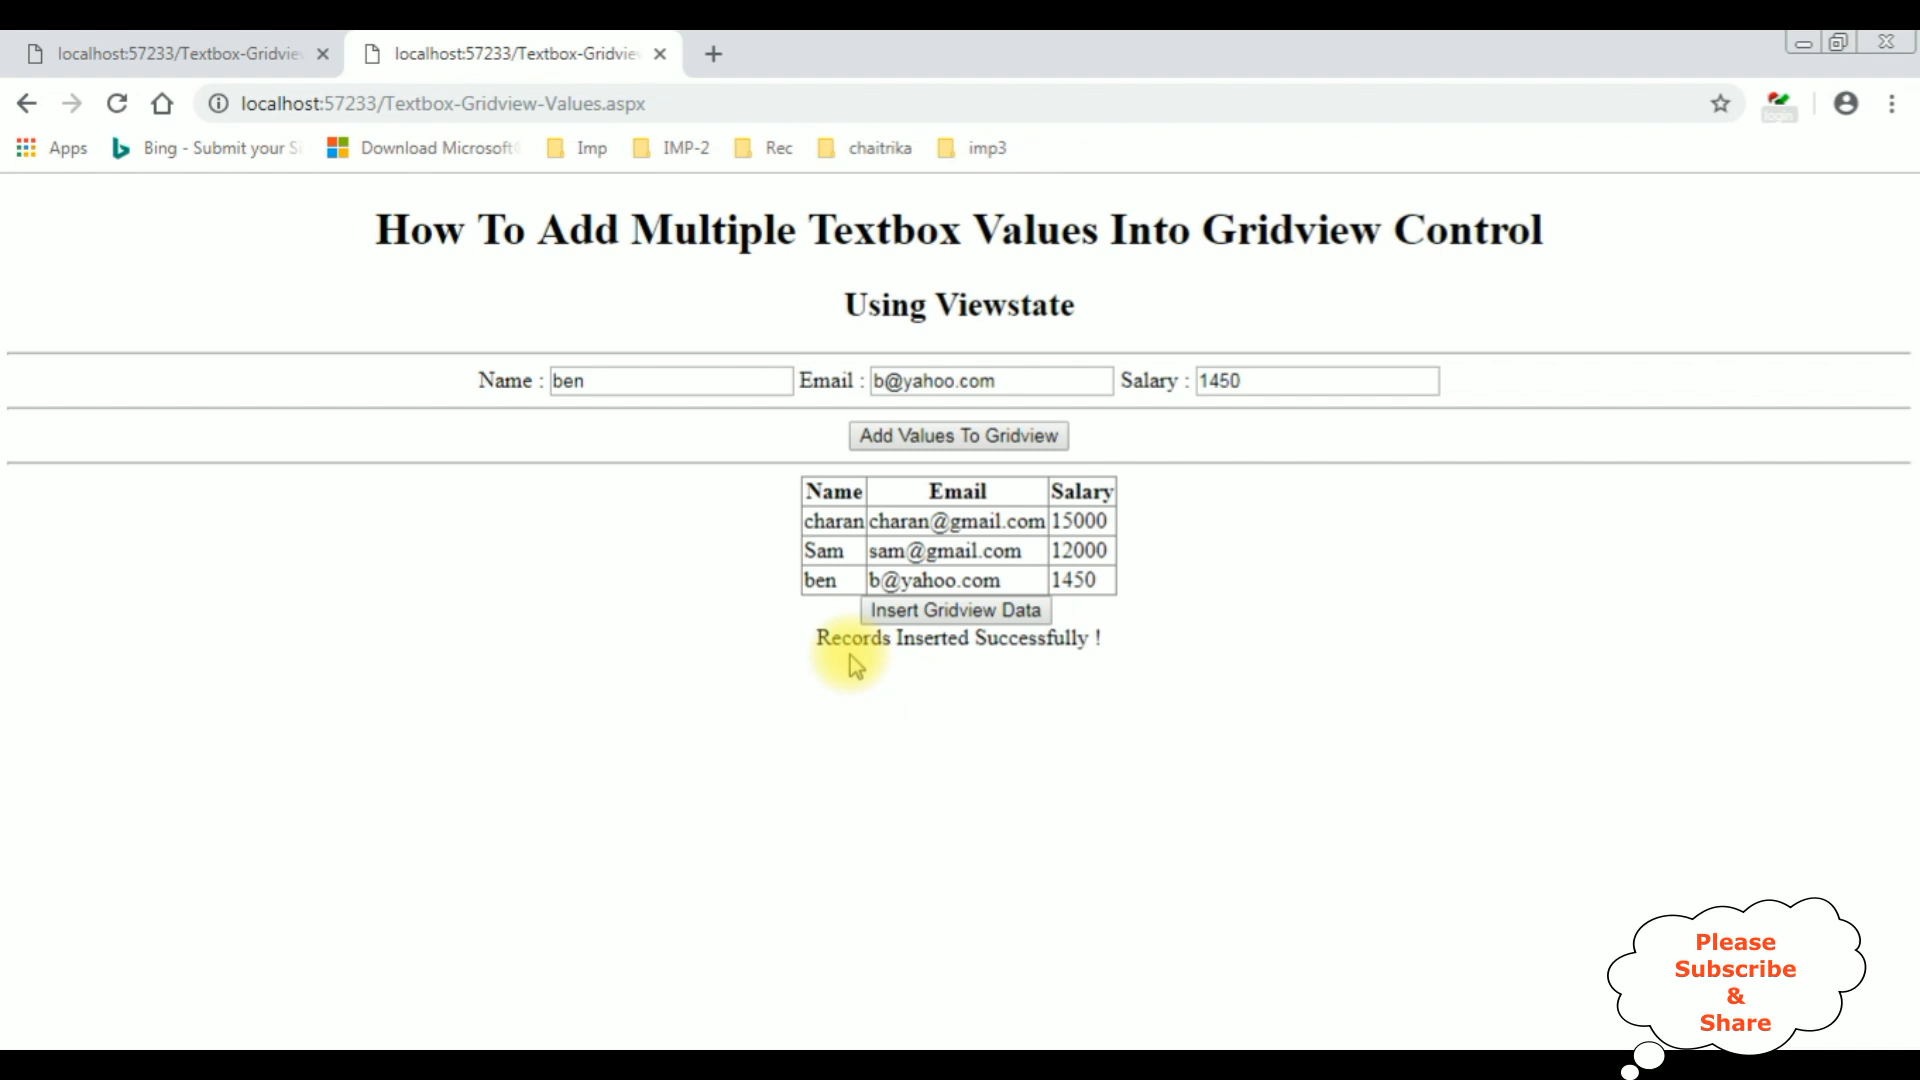 localhost:57233/Textbox-Gridvie
localhost:57233/Textbox-Gridvie
localhost:57233/Textbox-Gridview-Values.aspx
login
Apps
Bing - Submit your Si
Download Microsoft
Imp
IMP-2
Rec
chaitrika
imp3
How To Add Multiple Textbox Values Into Gridview Control
Using Viewstate
Name : ben Email : b@yahoo.com Salary : 1450
Add Values To Gridview
Name Email Salary
charan charan@gmail.com 15000
Sam sam@gmail.com 12000
ben b@yahoo.com 1450
Insert Gridview Data
Records Inserted Successfully !
Please
Subscribe
&
Share